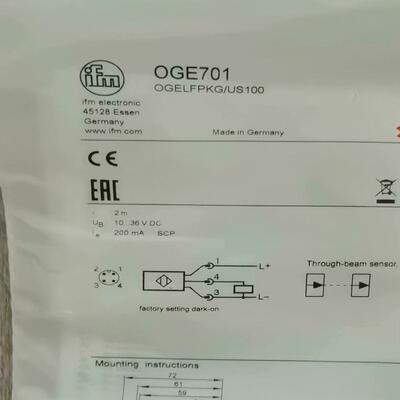 ifm
OGE701
OGELFPKG/US100
ifm electronic
45128 Essen
Germany
www.ifm.com
Made in Germany
CE
EAC
2 m
UB 10...36 V DC
200 mA SCP
2 1
3 4
1 L+
4
3 L–
Through-beam sensor,
factory setting dark-on
Mounting instructions
72
61
59